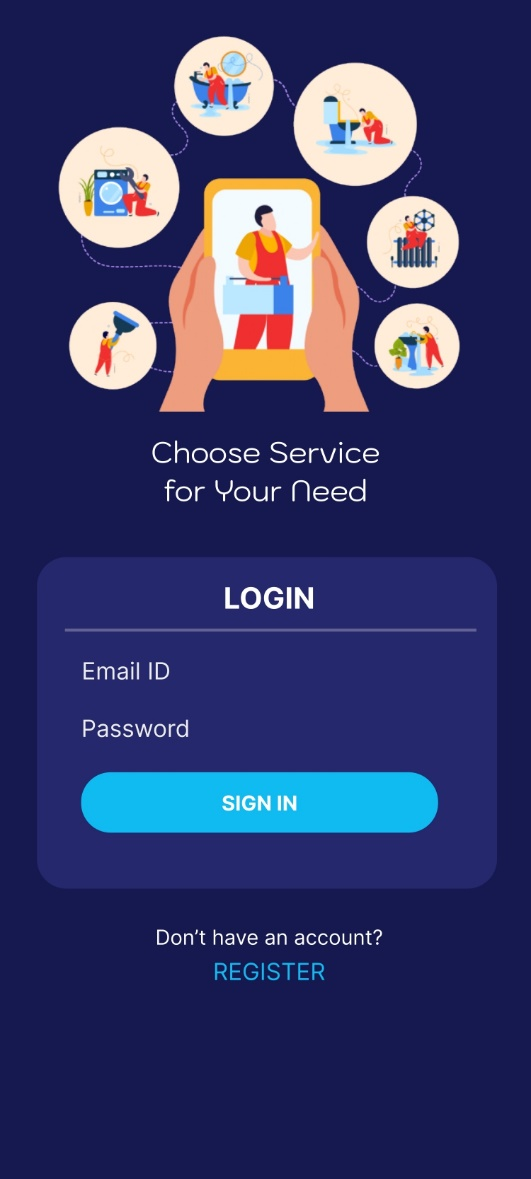 Choose Service
for Your Need
LOGIN
Email ID
Password
SIGN IN
Don’t have an account?
REGISTER